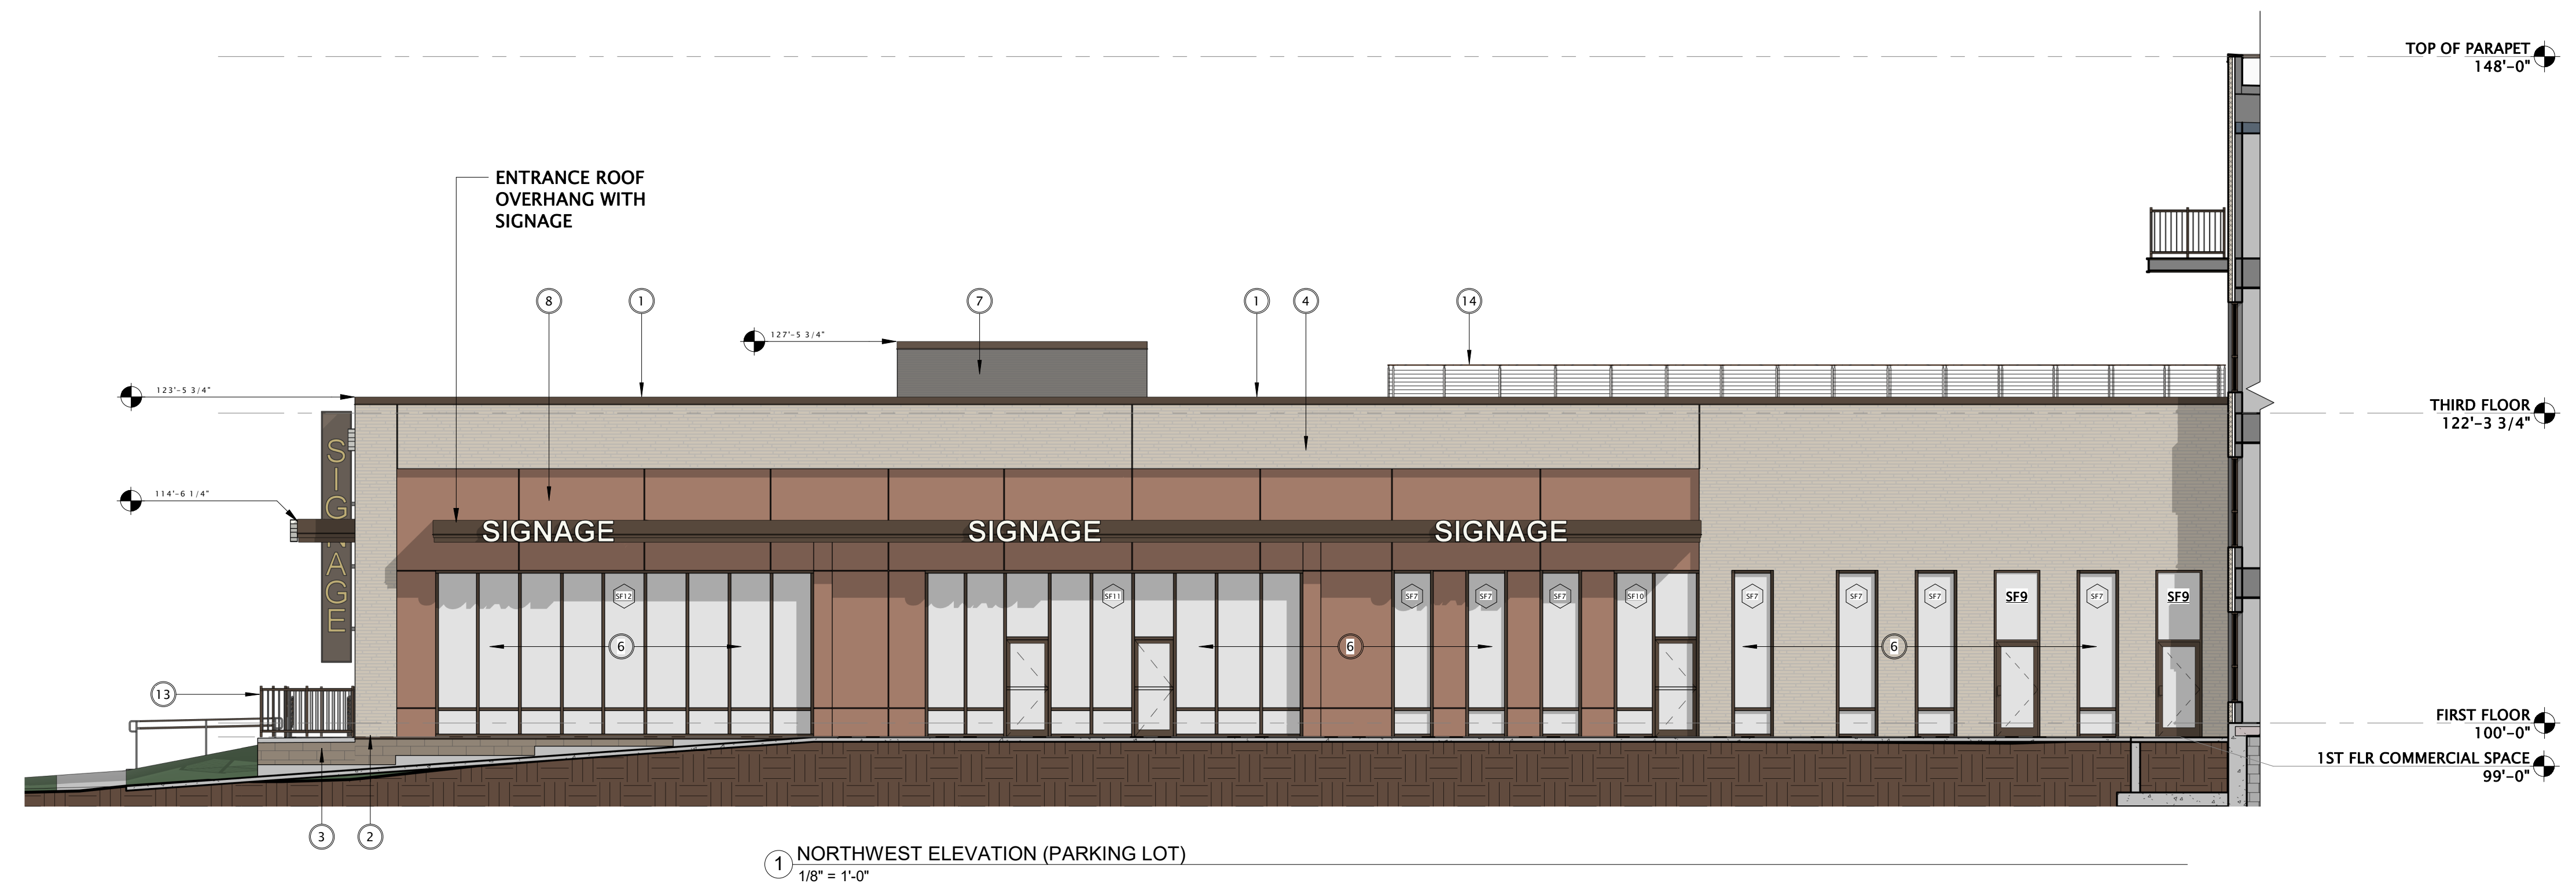 TOP OF PARAPET
148'-0"
ENTRANCE ROOF
OVERHANG WITH
SIGNAGE
8
1
7
1
4
14
127'-5 3/4"
123'-5 3/4"
THIRD FLOOR
122'-3 3/4"
114'-6 1/4"
SIGNAGE
SIGNAGE
SIGNAGE
SIGNAGE
SF12
SF11
SF7
SF7
SF7
SF10
SF7
SF7
SF7
SF9
SF7
SF9
6
6
6
13
FIRST FLOOR
100'-0"
1ST FLR COMMERCIAL SPACE
99'-0"
3
2
1
NORTHWEST ELEVATION (PARKING LOT)
1/8" = 1'-0"